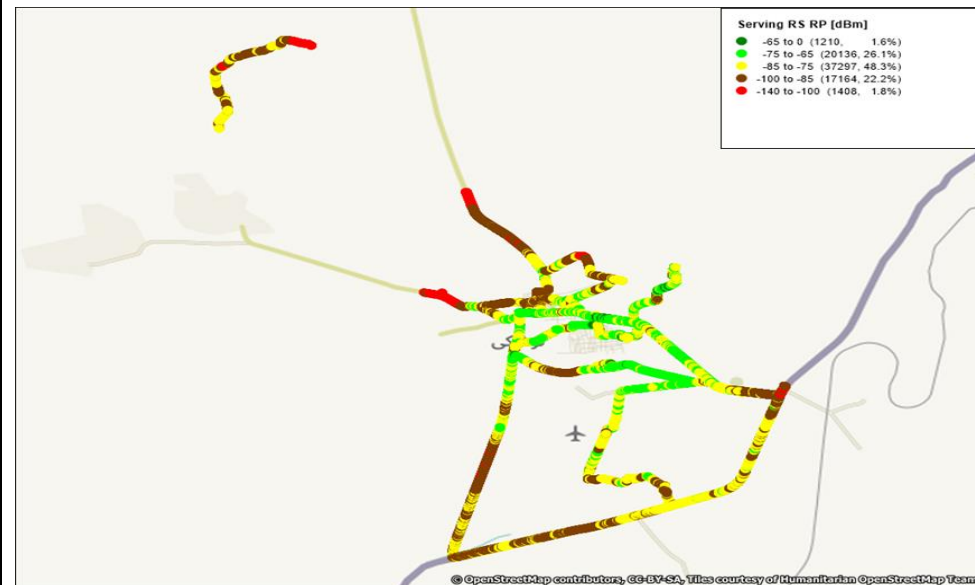 Serving RS RP [dBm]
-65 to 0 (1210, 1.6%)
-75 to -65 (20136, 26.1%)
-85 to -75 (37297, 48.3%)
-100 to -85 (17164, 22.2%)
-140 to -100 (1408, 1.8%)
© OpenStreetMap contributors, CC-BY-SA, Tiles courtesy of Humanitarian OpenStreetMap Team